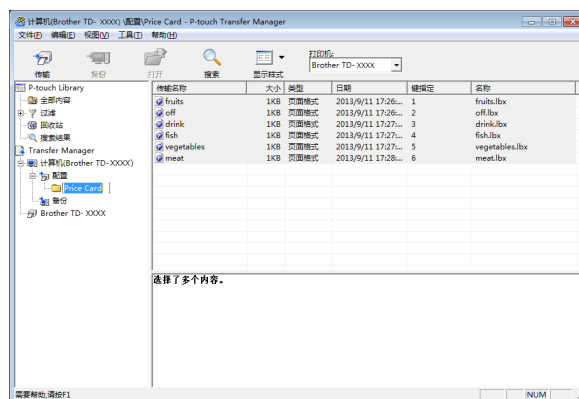 计算机(Brother TD- XXXX) \配置\Price Card - P-touch Transfer Manager
文件(F) 编辑(E) 视图(V) 工具(T) 帮助(H)
传输 备份 打开 搜索 显示样式 打印机: Brother TD- XXXX
P-touch Library
全部内容
过滤
回收站
搜索结果
Transfer Manager
计算机(Brother TD-XXXX)
配置
Price Card
备份
Brother TD- XXXX
传输名称 大小 类型 日期 键指定 名称
fruits 1KB 页面格式 2013/9/11 17:26:... 1 fruits.lbx
off 1KB 页面格式 2013/9/11 17:26:... 2 off.lbx
drink 1KB 页面格式 2013/9/11 17:27:... 3 drink.lbx
fish 1KB 页面格式 2013/9/11 17:27:... 4 fish.lbx
vegetables 1KB 页面格式 2013/9/11 17:27:... 5 vegetables.lbx
meat 1KB 页面格式 2013/9/11 17:28:... 6 meat.lbx
选择了多个内容。
需要帮助,请按F1 NUM